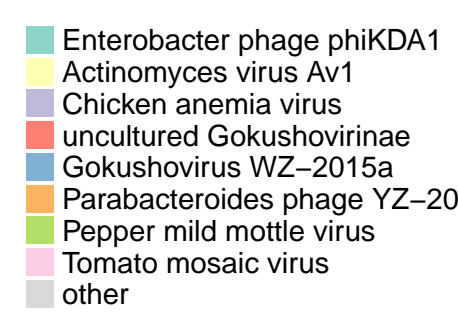 Enterobacter phage phiKDA1
Actinomyces virus Av1
Chicken anemia virus
uncultured Gokushovirinae
Gokushovirus WZ−2015a
Parabacteroides phage YZ−20
Pepper mild mottle virus
Tomato mosaic virus
other